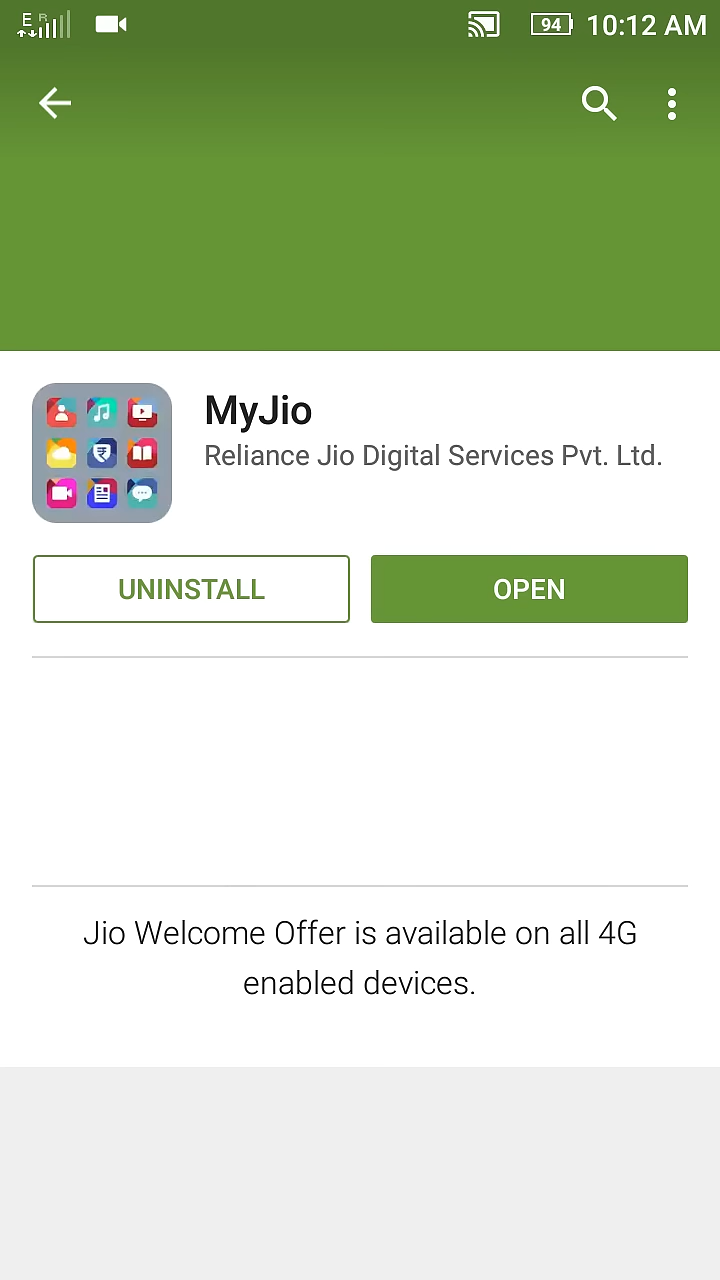 E R
94 10:12 AM
MyJio
Reliance Jio Digital Services Pvt. Ltd.
UNINSTALL OPEN
Jio Welcome Offer is available on all 4G
enabled devices.